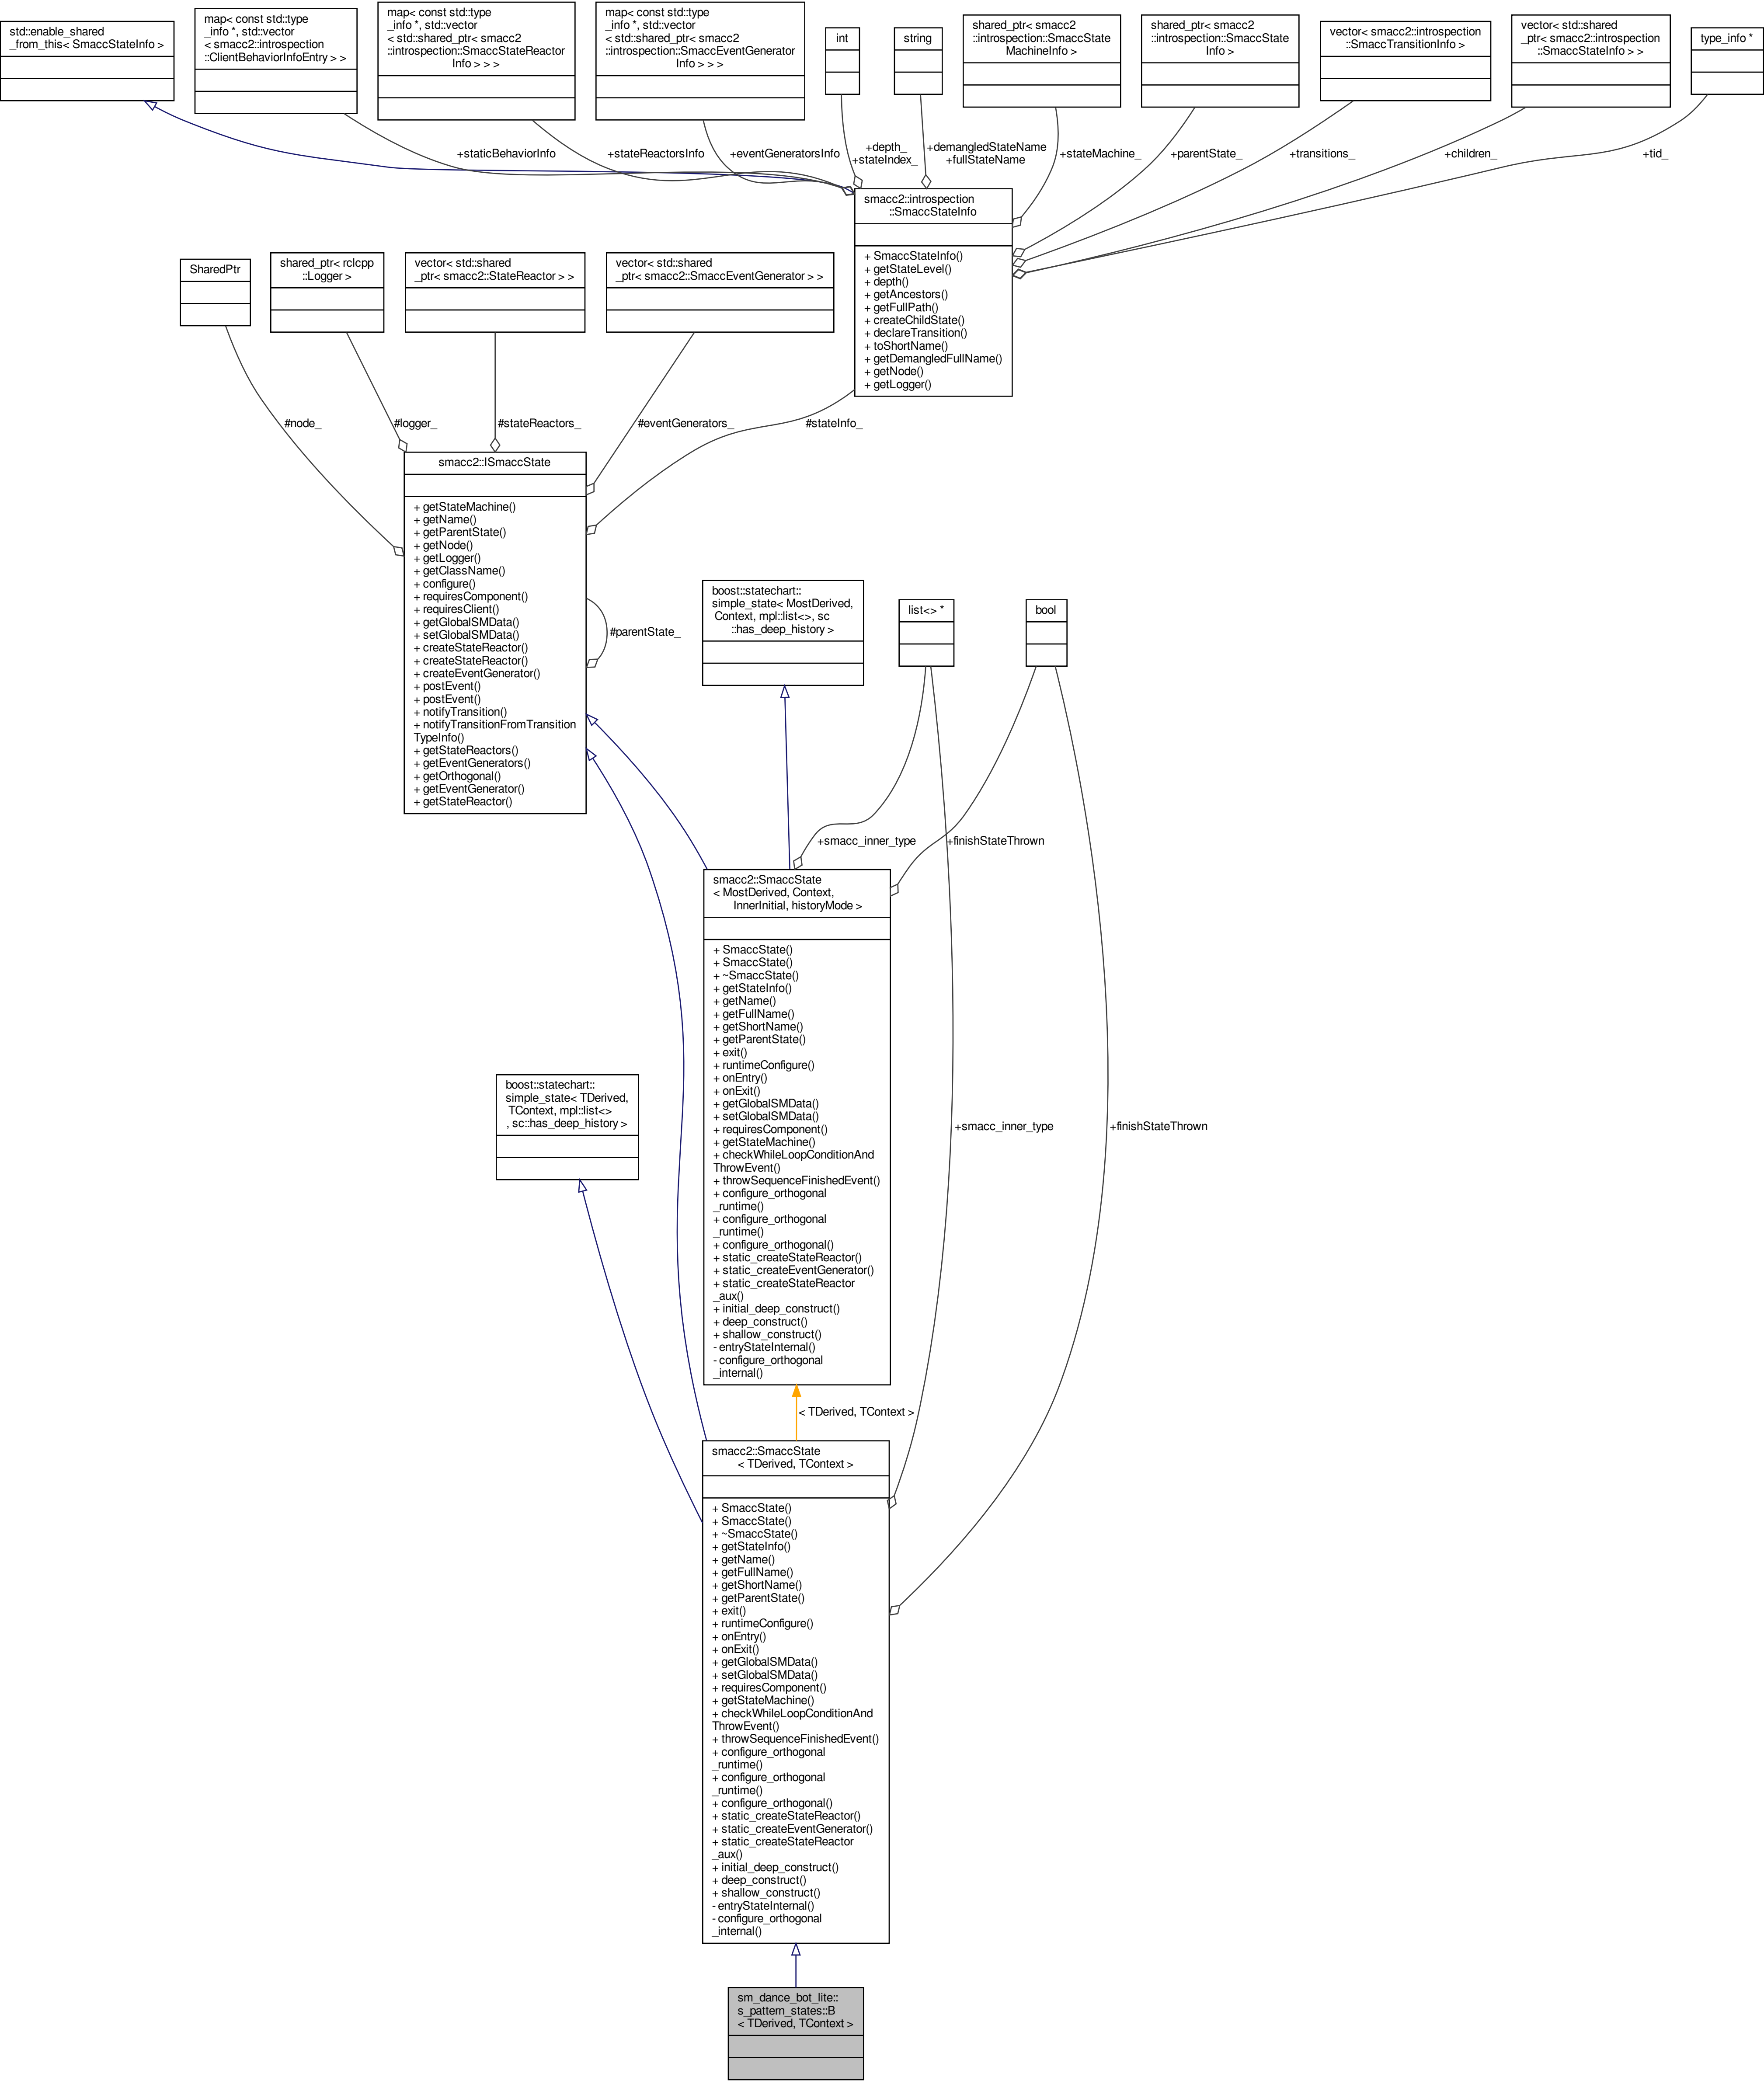 std::enable_shared
_from_this< SmaccStateInfo >
map< const std::type
_info *, std::vector
< smacc2::introspection
::ClientBehaviorInfoEntry > >
map< const std::type
_info *, std::vector
< std::shared_ptr< smacc2
::introspection::SmaccStateReactor
Info > > >
map< const std::type
_info *, std::vector
< std::shared_ptr< smacc2
::introspection::SmaccEventGenerator
Info > > >
int
string
shared_ptr< smacc2
::introspection::SmaccState
MachineInfo >
shared_ptr< smacc2
::introspection::SmaccState
Info >
vector< smacc2::introspection
::SmaccTransitionInfo >
vector< std::shared
_ptr< smacc2::introspection
::SmaccStateInfo > >
type_info *
+staticBehaviorInfo
+stateReactorsInfo
+eventGeneratorsInfo
+depth_
+stateIndex_
+demangledStateName
+fullStateName
+stateMachine_
+parentState_
+transitions_
+children_
+tid_
smacc2::introspection
::SmaccStateInfo
+ SmaccStateInfo()
+ getStateLevel()
+ depth()
+ getAncestors()
+ getFullPath()
+ createChildState()
+ declareTransition()
+ toShortName()
+ getDemangledFullName()
+ getNode()
+ getLogger()
SharedPtr
shared_ptr< rclcpp
::Logger >
vector< std::shared
_ptr< smacc2::StateReactor > >
vector< std::shared
_ptr< smacc2::SmaccEventGenerator > >
#node_
#logger_
#stateReactors_
#eventGenerators_
#stateInfo_
smacc2::ISmaccState
+ getStateMachine()
+ getName()
+ getParentState()
+ getNode()
+ getLogger()
+ getClassName()
+ configure()
+ requiresComponent()
+ requiresClient()
+ getGlobalSMData()
+ setGlobalSMData()
+ createStateReactor()
+ createStateReactor()
+ createEventGenerator()
+ postEvent()
+ postEvent()
+ notifyTransition()
+ notifyTransitionFromTransition
TypeInfo()
+ getStateReactors()
+ getEventGenerators()
+ getOrthogonal()
+ getEventGenerator()
+ getStateReactor()
#parentState_
boost::statechart::
simple_state< MostDerived,
Context, mpl::list<>, sc
::has_deep_history >
list<> *
bool
+smacc_inner_type
+finishStateThrown
smacc2::SmaccState
< MostDerived, Context,
InnerInitial, historyMode >
+ SmaccState()
+ SmaccState()
+ ~SmaccState()
+ getStateInfo()
+ getName()
+ getFullName()
+ getShortName()
+ getParentState()
+ exit()
+ runtimeConfigure()
+ onEntry()
+ onExit()
+ getGlobalSMData()
+ setGlobalSMData()
+ requiresComponent()
+ getStateMachine()
+ checkWhileLoopConditionAnd
ThrowEvent()
+ throwSequenceFinishedEvent()
+ configure_orthogonal
_runtime()
+ configure_orthogonal
_runtime()
+ configure_orthogonal()
+ static_createStateReactor()
+ static_createEventGenerator()
+ static_createStateReactor
_aux()
+ initial_deep_construct()
+ deep_construct()
+ shallow_construct()
- entryStateInternal()
- configure_orthogonal
_internal()
boost::statechart::
simple_state< TDerived,
TContext, mpl::list<>
, sc::has_deep_history >
+smacc_inner_type
+finishStateThrown
< TDerived, TContext >
smacc2::SmaccState
< TDerived, TContext >
+ SmaccState()
+ SmaccState()
+ ~SmaccState()
+ getStateInfo()
+ getName()
+ getFullName()
+ getShortName()
+ getParentState()
+ exit()
+ runtimeConfigure()
+ onEntry()
+ onExit()
+ getGlobalSMData()
+ setGlobalSMData()
+ requiresComponent()
+ getStateMachine()
+ checkWhileLoopConditionAnd
ThrowEvent()
+ throwSequenceFinishedEvent()
+ configure_orthogonal
_runtime()
+ configure_orthogonal
_runtime()
+ configure_orthogonal()
+ static_createStateReactor()
+ static_createEventGenerator()
+ static_createStateReactor
_aux()
+ initial_deep_construct()
+ deep_construct()
+ shallow_construct()
- entryStateInternal()
- configure_orthogonal
_internal()
sm_dance_bot_lite::
s_pattern_states::B
< TDerived, TContext >